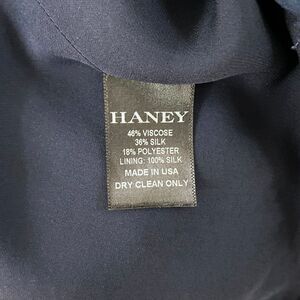 HANEY
46% VISCOSE
36% SILK
18% POLYESTER
LINING: 100% SILK
MADE IN USA
DRY CLEAN ONLY